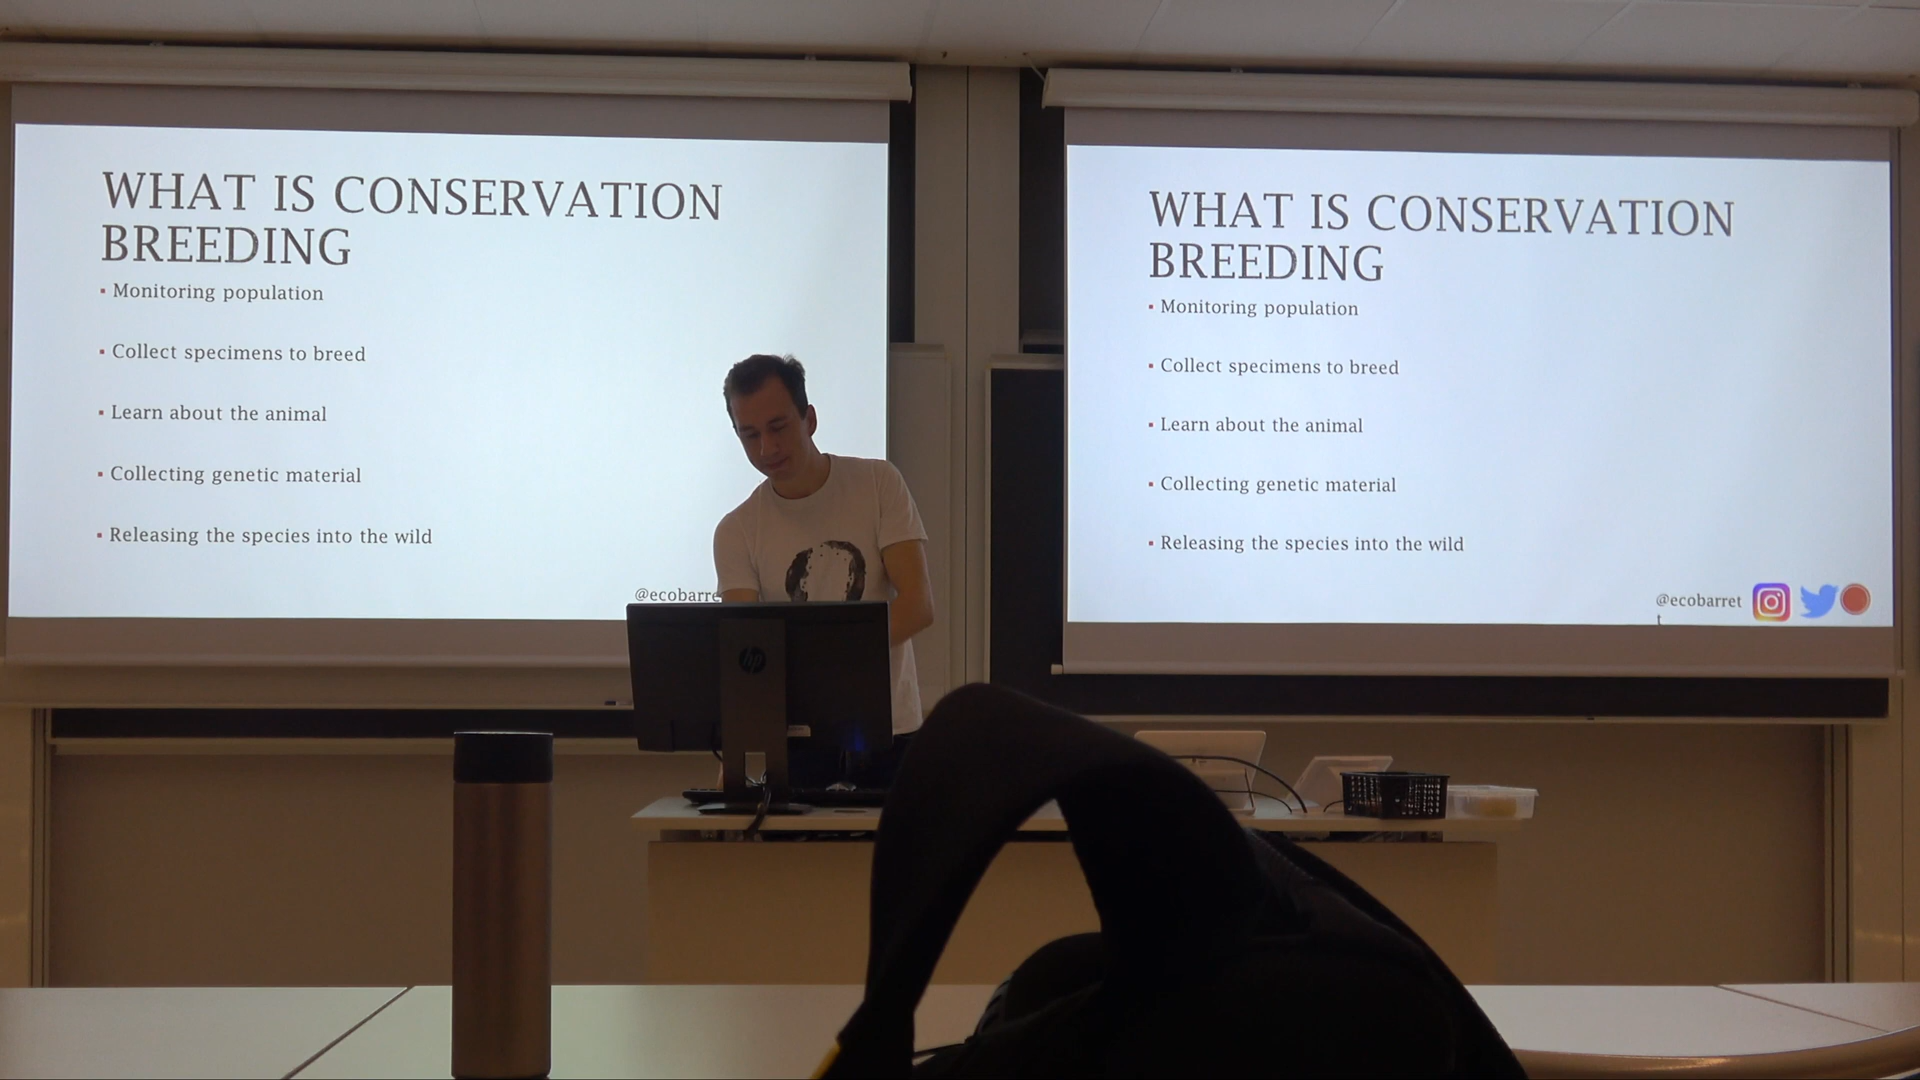 WHAT IS CONSERVATION
BREEDING
▪ Monitoring population
▪ Collect specimens to breed
▪ Learn about the animal
▪ Collecting genetic material
▪ Releasing the species into the wild
@ecobarre
hp
WHAT IS CONSERVATION
BREEDING
▪ Monitoring population
▪ Collect specimens to breed
▪ Learn about the animal
▪ Collecting genetic material
▪ Releasing the species into the wild
@ecobarret
t